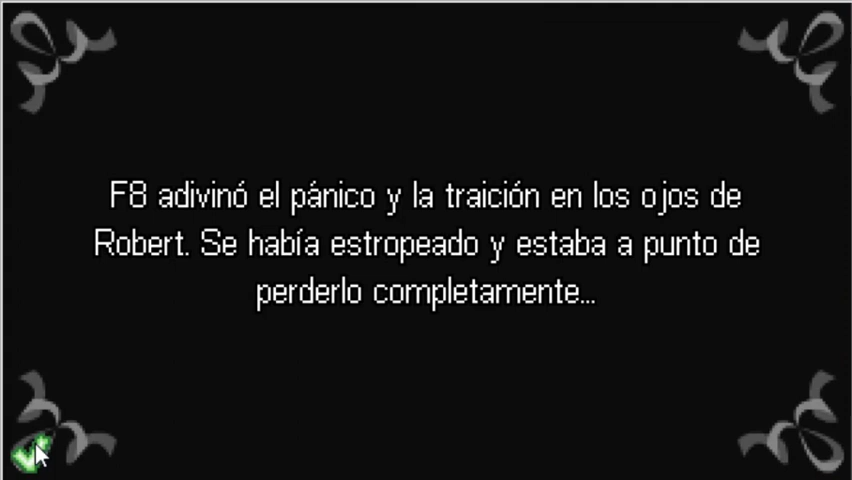 F8 adivinó el pánico y la traición en los ojos de
Robert. Se había estropeado y estaba a punto de
perderlo completamente...